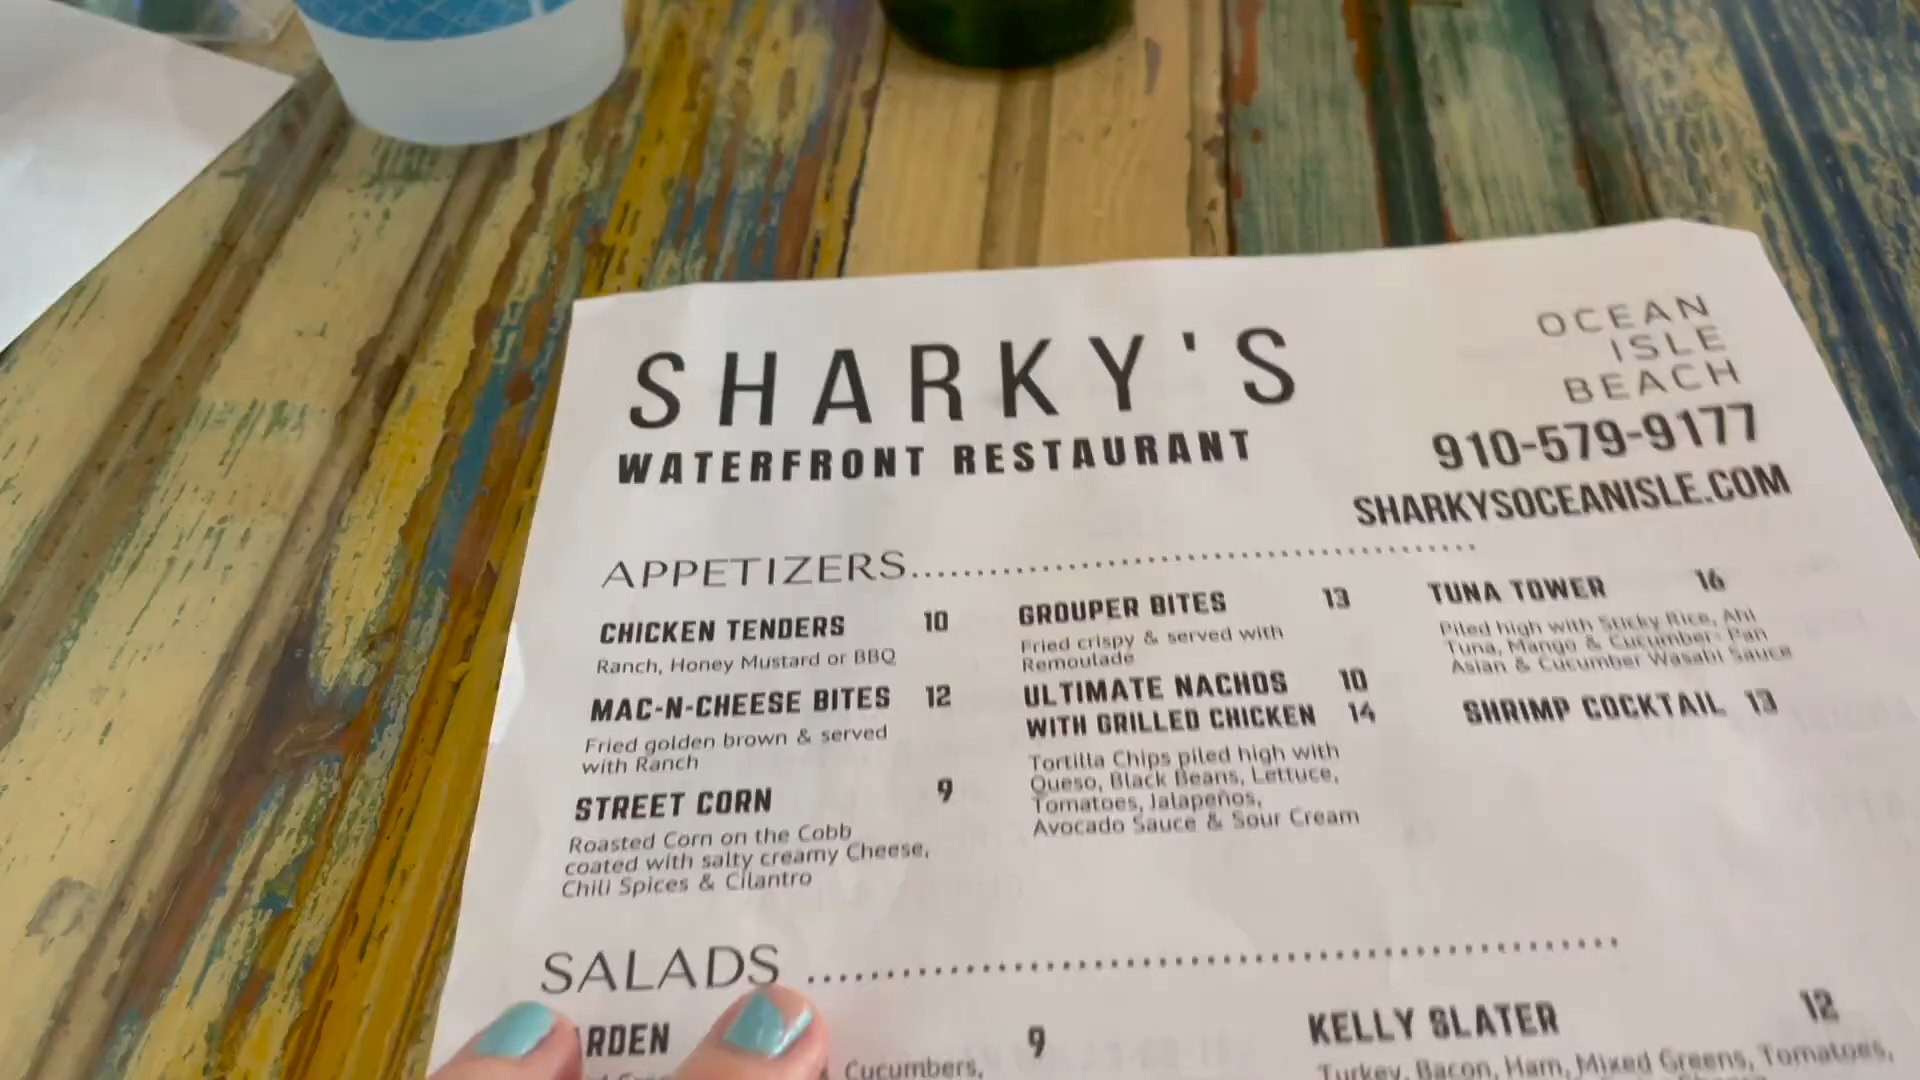 SHARKY'S
WATERFRONT RESTAURANT
OCEAN
ISLE
BEACH
910-579-9177
SHARKYSOCEANISLE.COM
APPETIZERS
CHICKEN TENDERS 10
Ranch, Honey Mustard or BBQ
MAC-N-CHEESE BITES 12
Fried golden brown & served
with Ranch
STREET CORN 9
Roasted Corn on the Cobb
coated with salty creamy Cheese,
Chili Spices & Cilantro
GROUPER BITES 13
Fried crispy & served with
Remoulade
ULTIMATE NACHOS 10
WITH GRILLED CHICKEN 14
Tortilla Chips piled high with
Queso, Black Beans, Lettuce,
Tomatoes, Jalapeños,
Avocado Sauce & Sour Cream
TUNA TOWER 16
Piled high with Sticky Rice, Ahi
Tuna, Mango & Cucumber- Pan
Asian & Cucumber Wasabi Sauce
SHRIMP COCKTAIL 13
SALADS
ARDEN 9
Cucumbers,
KELLY SLATER 12
Turkey, Bacon, Ham, Mixed Greens, Tomatoes,